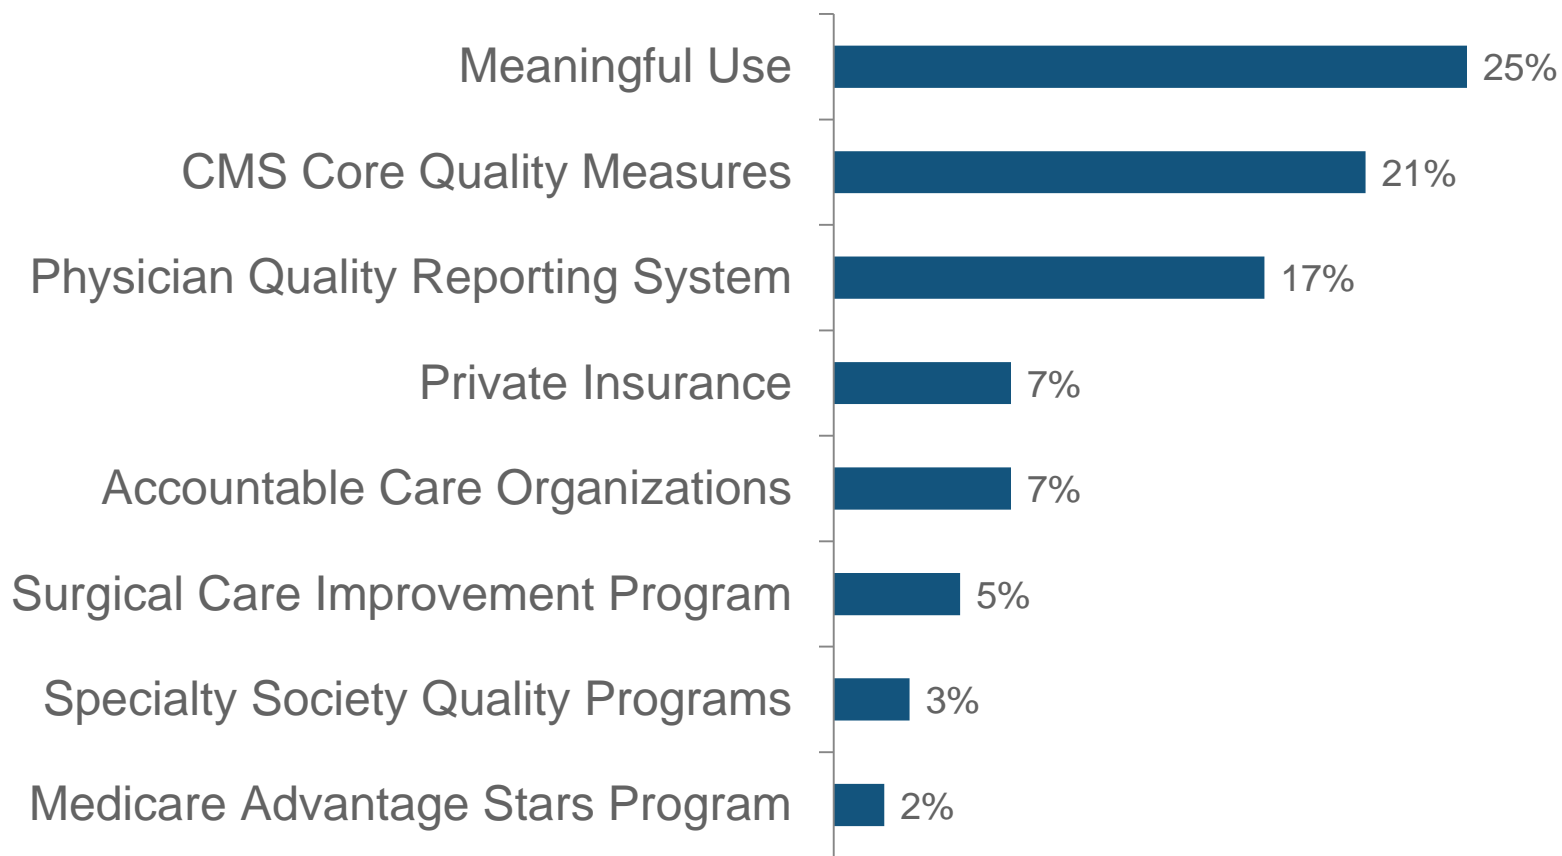 Meaningful Use 25%
CMS Core Quality Measures 21%
Physician Quality Reporting System 17%
Private Insurance 7%
Accountable Care Organizations 7%
Surgical Care Improvement Program 5%
Specialty Society Quality Programs 3%
Medicare Advantage Stars Program 2%